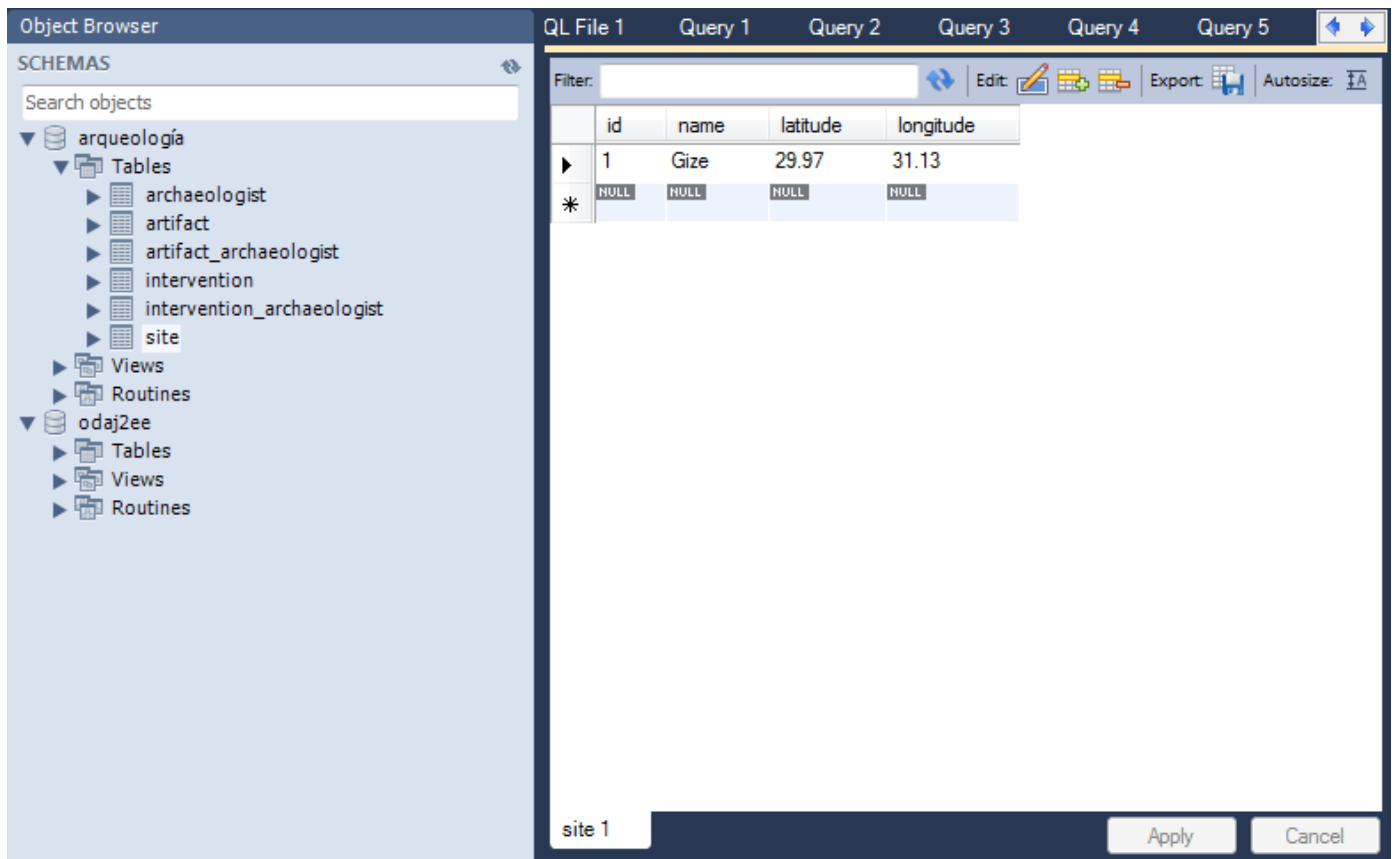 Object Browser
SCHEMAS
Search objects
arqueología
Tables
archaeologist
artifact
artifact_archaeologist
intervention
intervention_archaeologist
site
Views
Routines
odaj2ee
Tables
Views
Routines
QL File 1 Query 1 Query 2 Query 3 Query 4 Query 5
Filter: Edit: Export: Autosize:
id name latitude longitude
1 Gize 29.97 31.13
NULL NULL NULL NULL
site 1
Apply Cancel